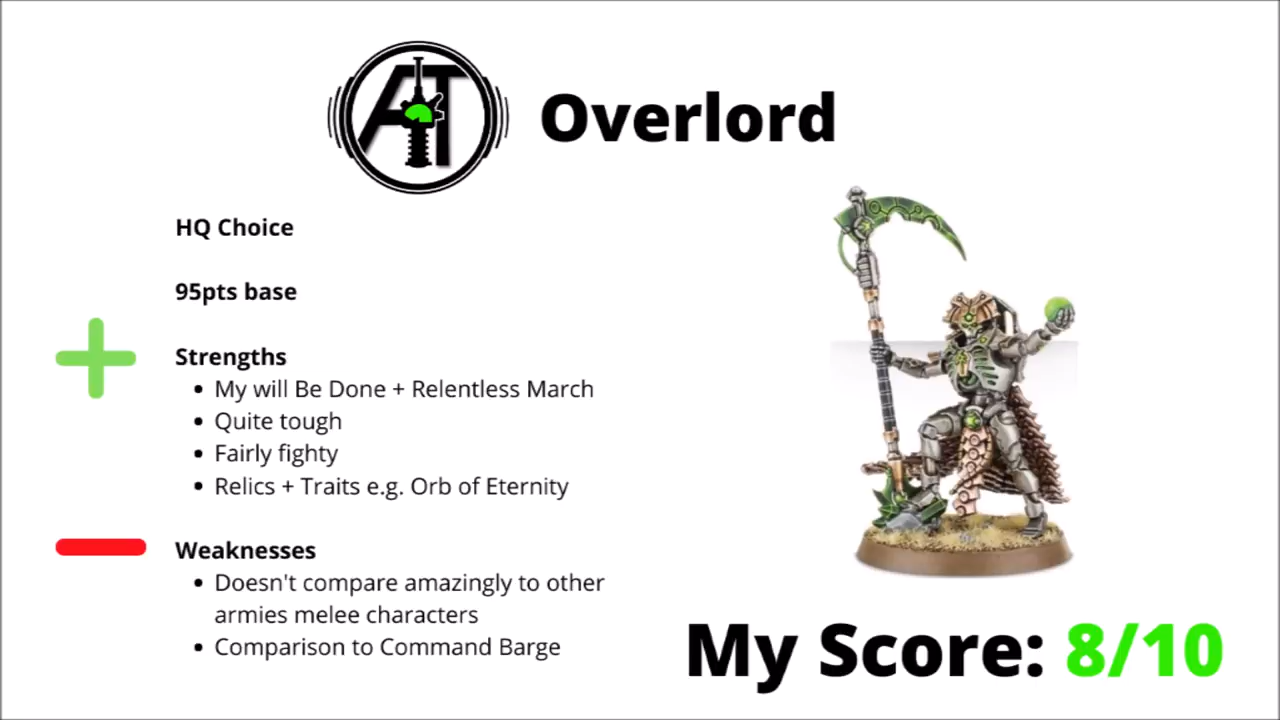 AT
Overlord
HQ Choice
95pts base
Strengths
• My will Be Done + Relentless March
• Quite tough
• Fairly fighty
• Relics + Traits e.g. Orb of Eternity
Weaknesses
• Doesn't compare amazingly to other
armies melee characters
• Comparison to Command Barge
My Score: 8/10